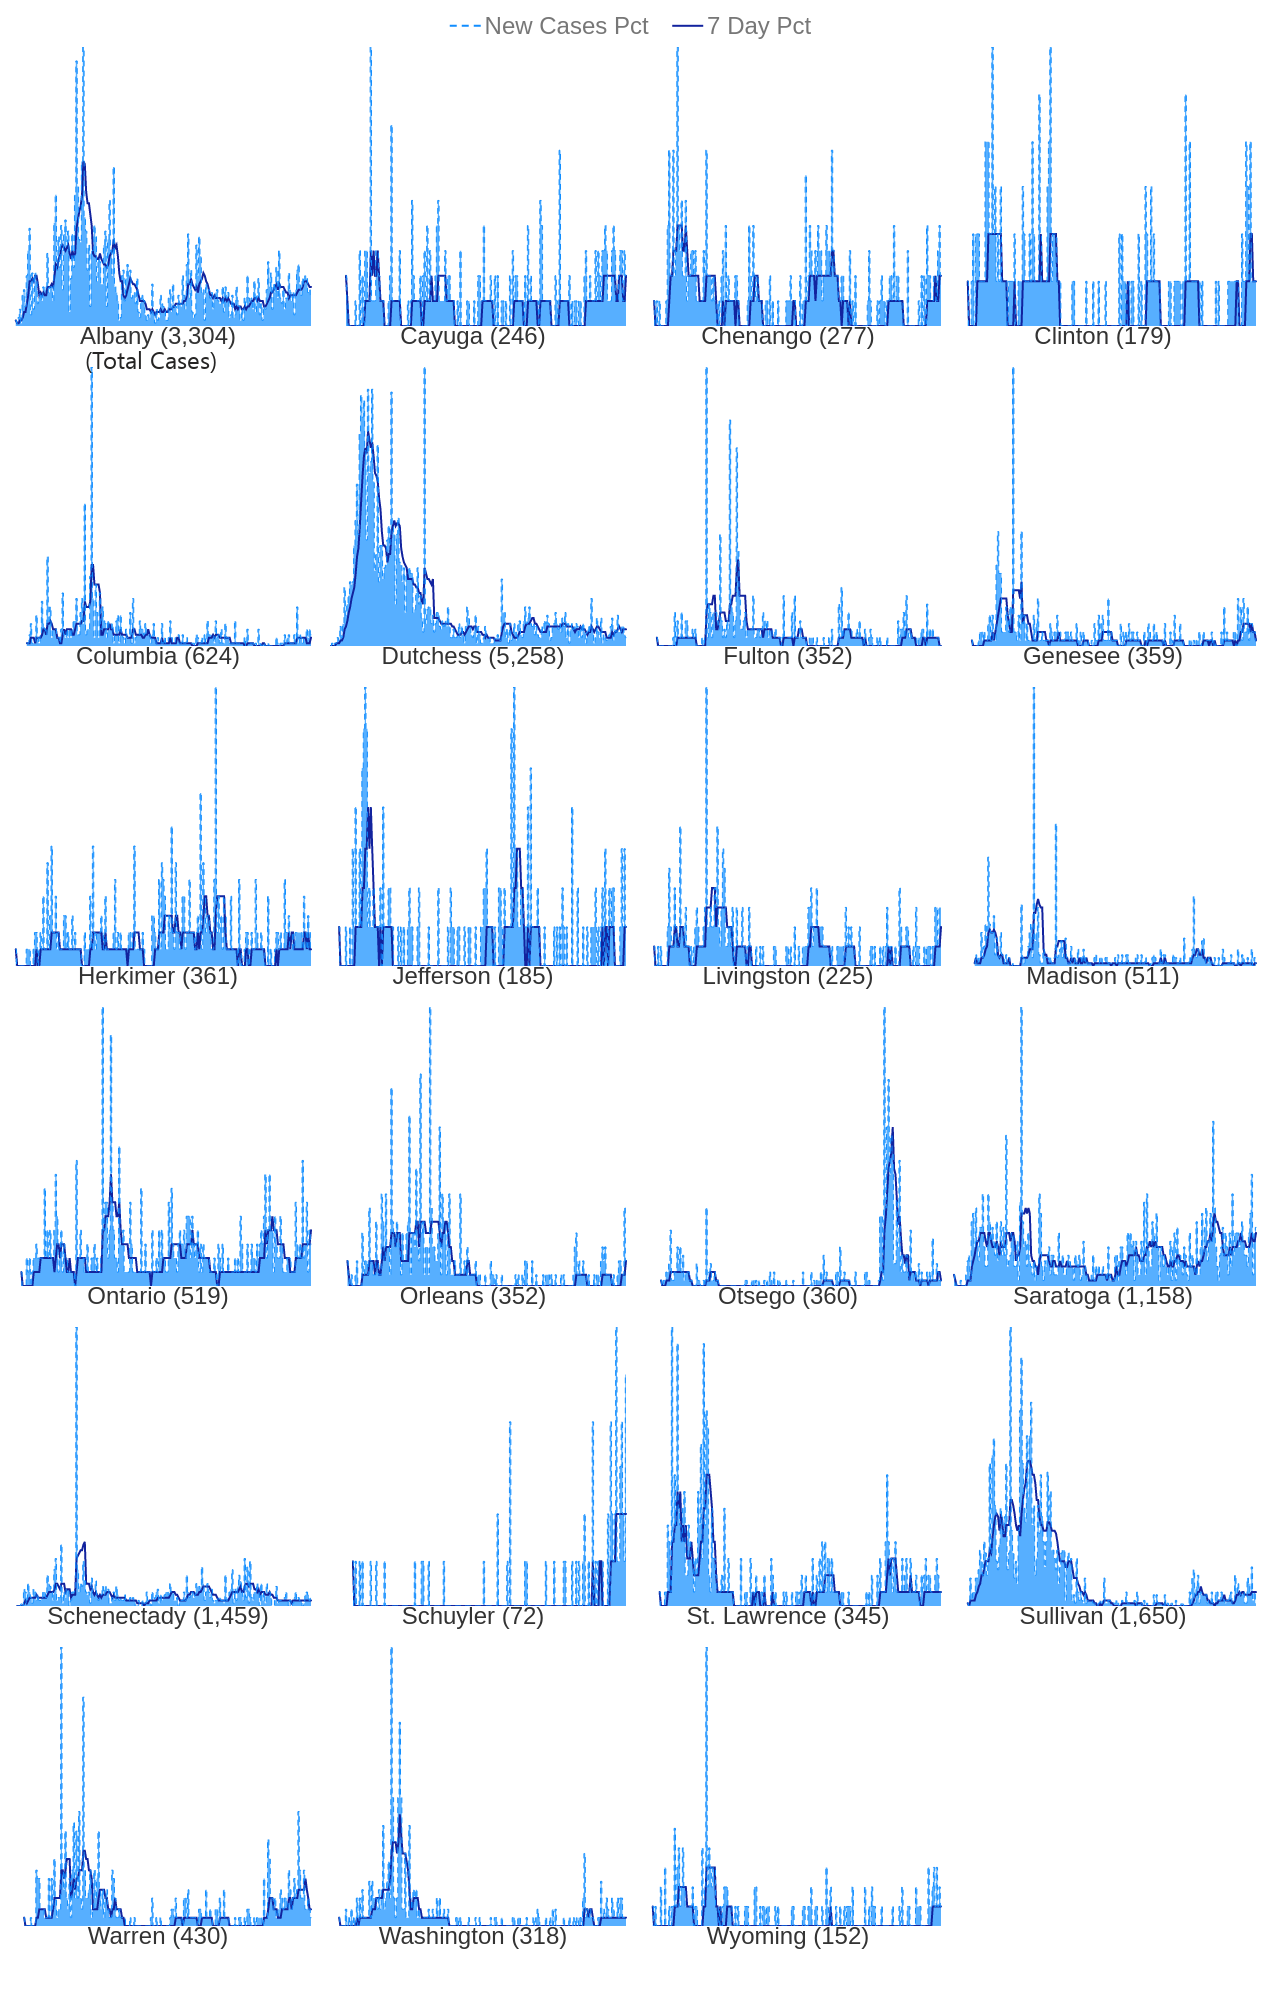 New Cases Pct 7 Day Pct
Albany (3,304) Cayuga (246) Chenango (277) Clinton (179)
(Total Cases)
Columbia (624) Dutchess (5,258) Fulton (352) Genesee (359)
Herkimer (361) Jefferson (185) Livingston (225) Madison (511)
Ontario (519) Orleans (352) Otsego (360) Saratoga (1,158)
Schenectady (1,459) Schuyler (72) St. Lawrence (345) Sullivan (1,650)
Warren (430) Washington (318) Wyoming (152)